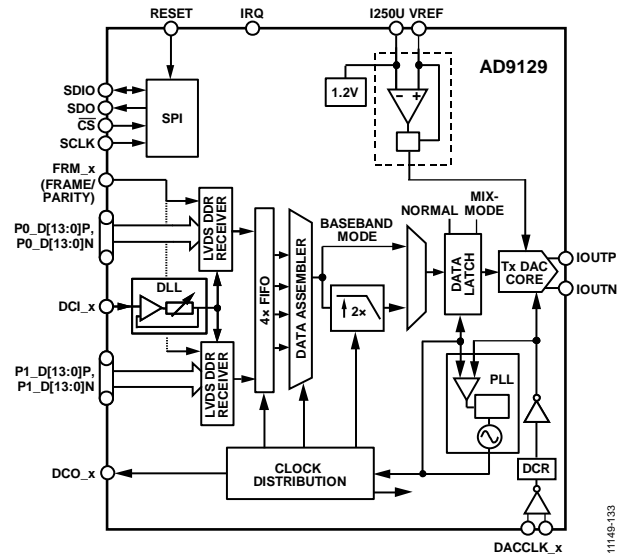 RESET
IRQ
I250U VREF
AD9129
1.2V
SDIO
SDO
CS
SCLK
SPI
FRM_x
(FRAME/
PARITY)
P0_D[13:0]P,
P0_D[13:0]N
LVDS DDR
RECEIVER
DCI_x
DLL
P1_D[13:0]P,
P1_D[13:0]N
LVDS DDR
RECEIVER
4× FIFO
DATA ASSEMBLER
BASEBAND
MODE
2×
NORMAL
MIX-
MODE
DATA
LATCH
Tx DAC
CORE
IOUTP
IOUTN
PLL
DCR
DCO_x
CLOCK
DISTRIBUTION
DACCLK_x
11149-133